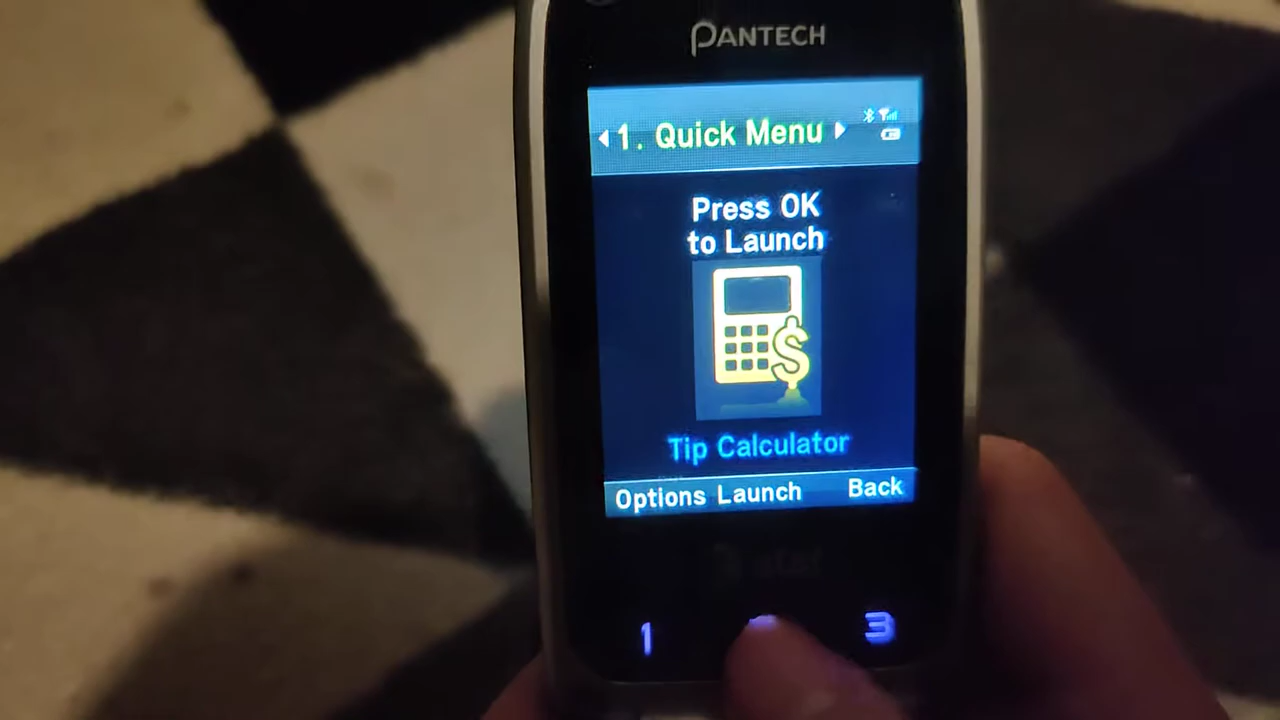 PANTECH
1. Quick Menu
Press OK
to Launch
$
Tip Calculator
Options Launch Back
1 3